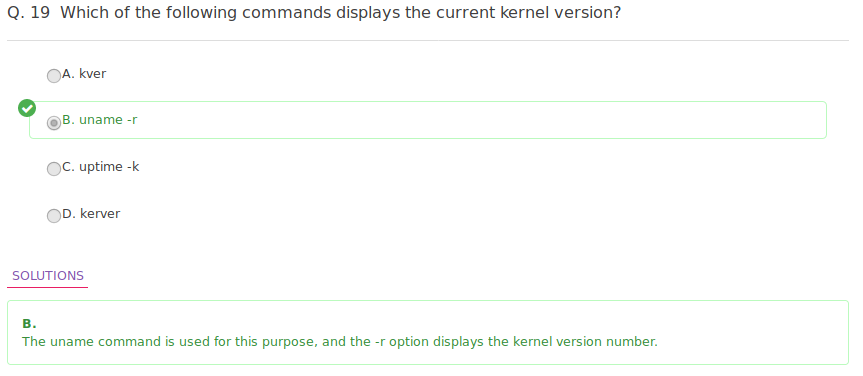 Q. 19 Which of the following commands displays the current kernel version?
A. kver
B. uname -r
C. uptime -k
D. kerver
SOLUTIONS
B.
The uname command is used for this purpose, and the -r option displays the kernel version number.